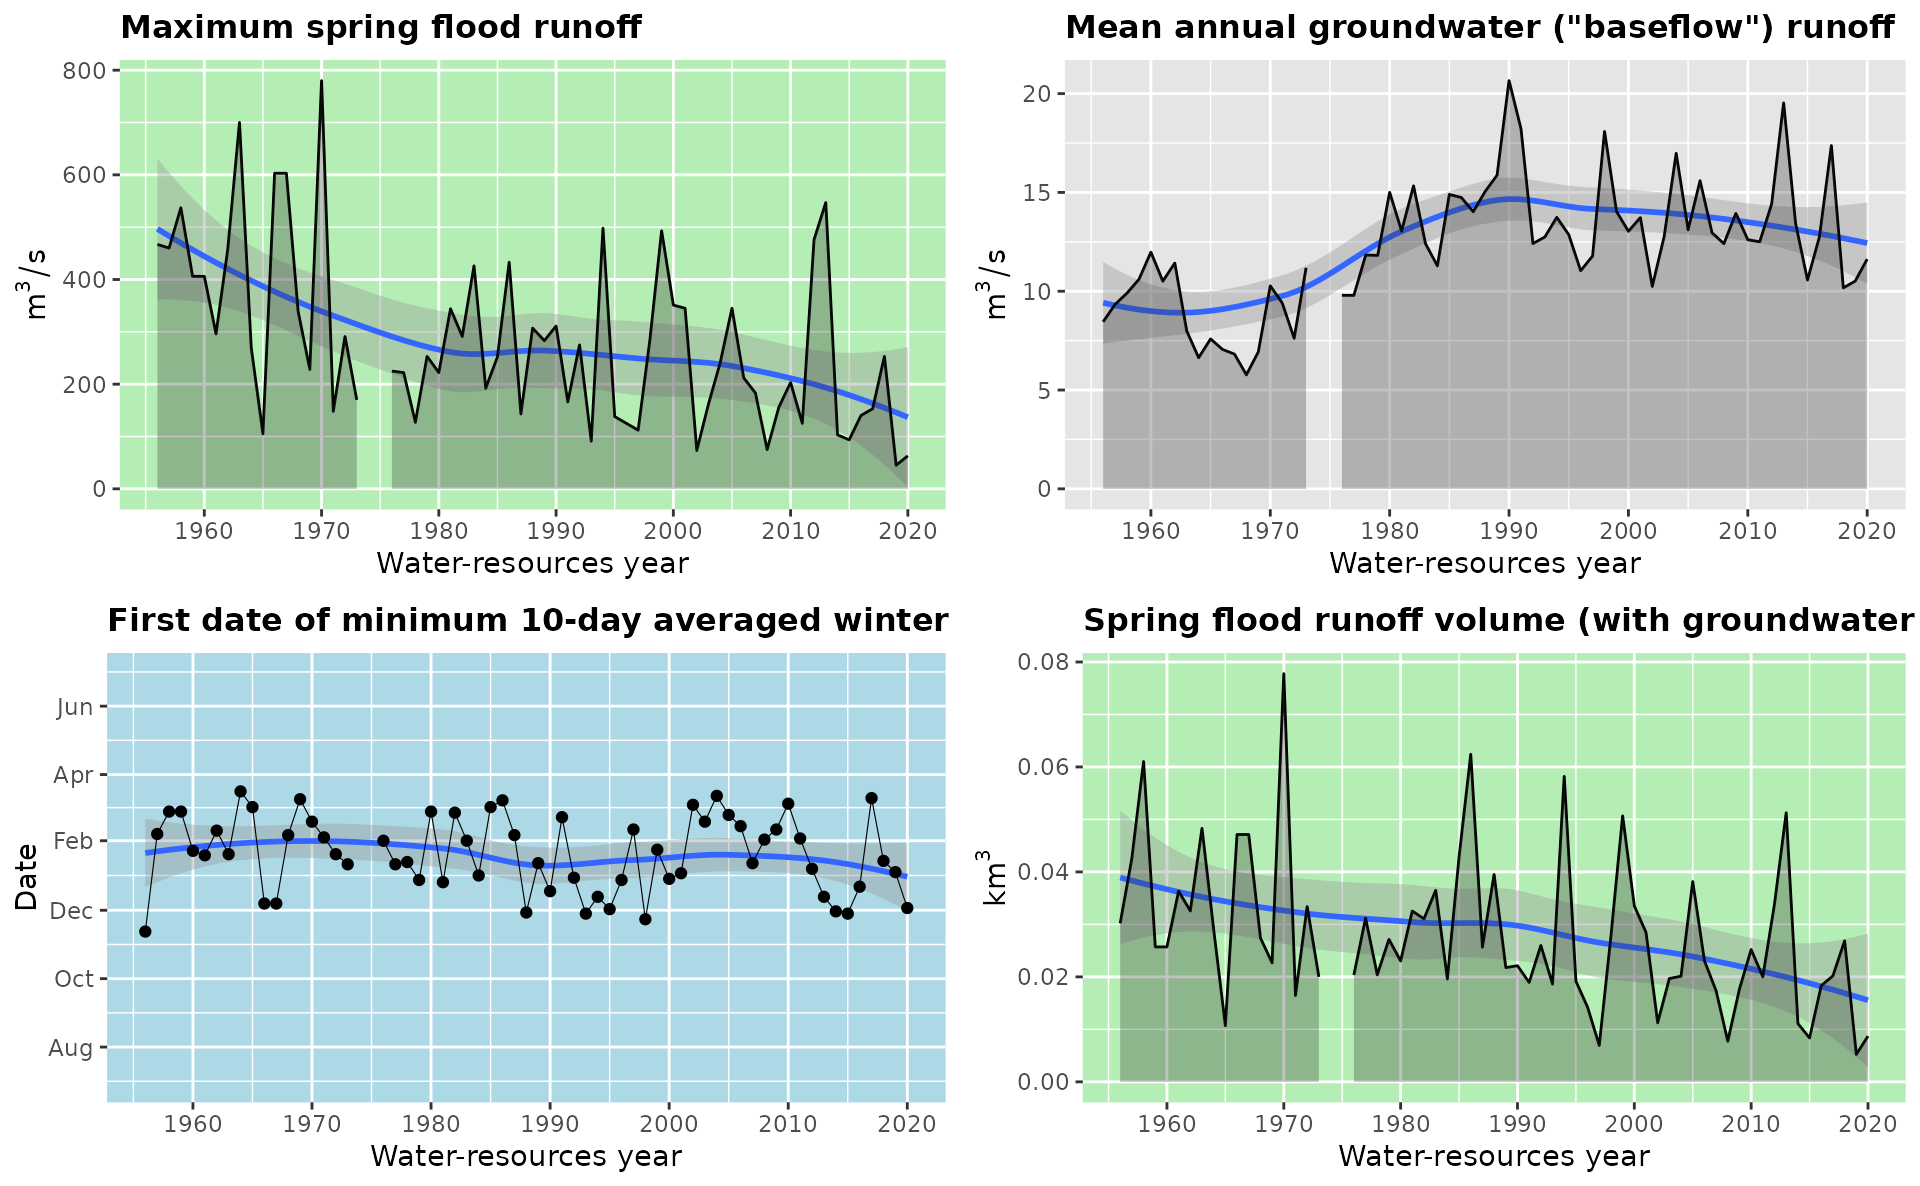 Maximum spring flood runoff
800
600
400
200
0
m³/s
1960 1970 1980 1990 2000 2010 2020
Water-resources year
Mean annual groundwater ("baseflow") runoff
20
15
10
5
0
m³/s
1960 1970 1980 1990 2000 2010 2020
Water-resources year
First date of minimum 10-day averaged winter
Jun
Apr
Feb
Dec
Oct
Aug
Date
1960 1970 1980 1990 2000 2010 2020
Water-resources year
Spring flood runoff volume (with groundwater
0.08
0.06
0.04
0.02
0.00
km³
1960 1970 1980 1990 2000 2010 2020
Water-resources year